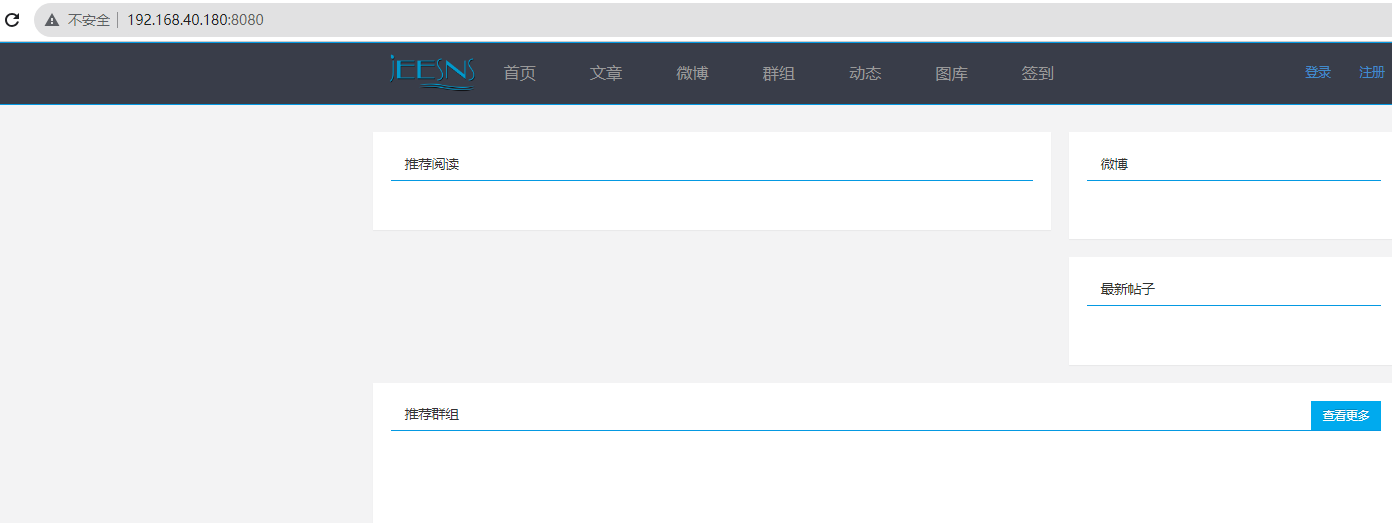 不安全 192.168.40.180:8080
JEESNS 首页 文章 微博 群组 动态 图库 签到 登录 注册
推荐阅读
微博
最新帖子
推荐群组 查看更多